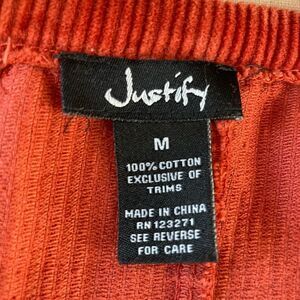 Justify
M
100% COTTON
EXCLUSIVE OF
TRIMS
MADE IN CHINA
RN 123271
SEE REVERSE
FOR CARE